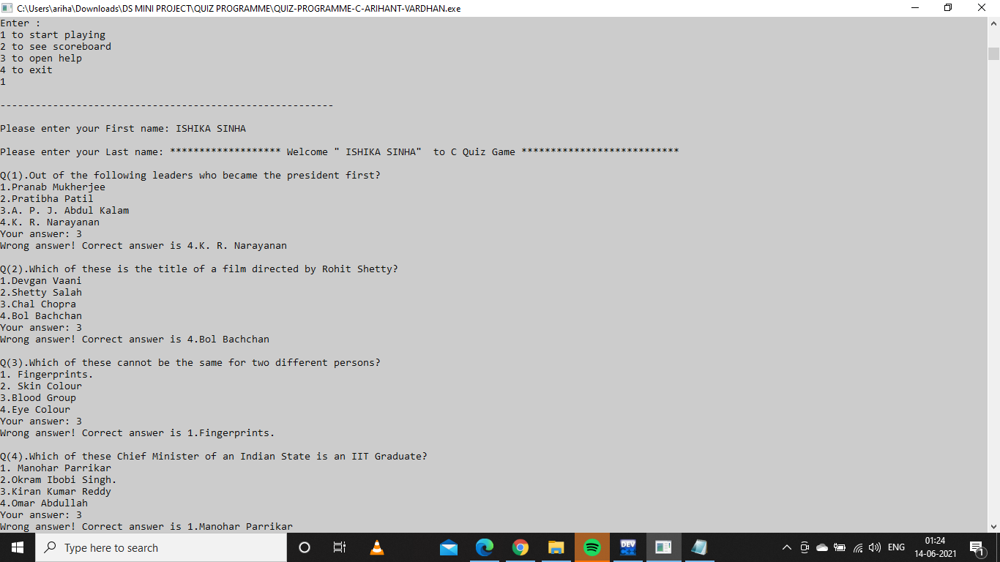 C:\Users\ariha\Downloads\DS MINI PROJECT\QUIZ PROGRAMME\QUIZ-PROGRAMME-C-ARIHANT-VARDHAN.exe
Enter :
1 to start playing
2 to see scoreboard
3 to open help
4 to exit
1
---------------------------------------------------------
Please enter your First name: ISHIKA SINHA
Please enter your Last name: ******************* Welcome " ISHIKA SINHA"  to C Quiz Game ***************************
Q(1).Out of the following leaders who became the president first?
1.Pranab Mukherjee
2.Pratibha Patil
3.A. P. J. Abdul Kalam
4.K. R. Narayanan
Your answer: 3
Wrong answer! Correct answer is 4.K. R. Narayanan
Q(2).Which of these is the title of a film directed by Rohit Shetty?
1.Devgan Vaani
2.Shetty Salah
3.Chal Chopra
4.Bol Bachchan
Your answer: 3
Wrong answer! Correct answer is 4.Bol Bachchan
Q(3).Which of these cannot be the same for two different persons?
1. Fingerprints.
2. Skin Colour
3.Blood Group
4.Eye Colour
Your answer: 3
Wrong answer! Correct answer is 1.Fingerprints.
Q(4).Which of these Chief Minister of an Indian State is an IIT Graduate?
1. Manohar Parrikar
2.Okram Ibobi Singh.
3.Kiran Kumar Reddy
4.Omar Abdullah
Your answer: 3
Wrong answer! Correct answer is 1.Manohar Parrikar
Type here to search
DEV
ENG
01:24
14-06-2021
1